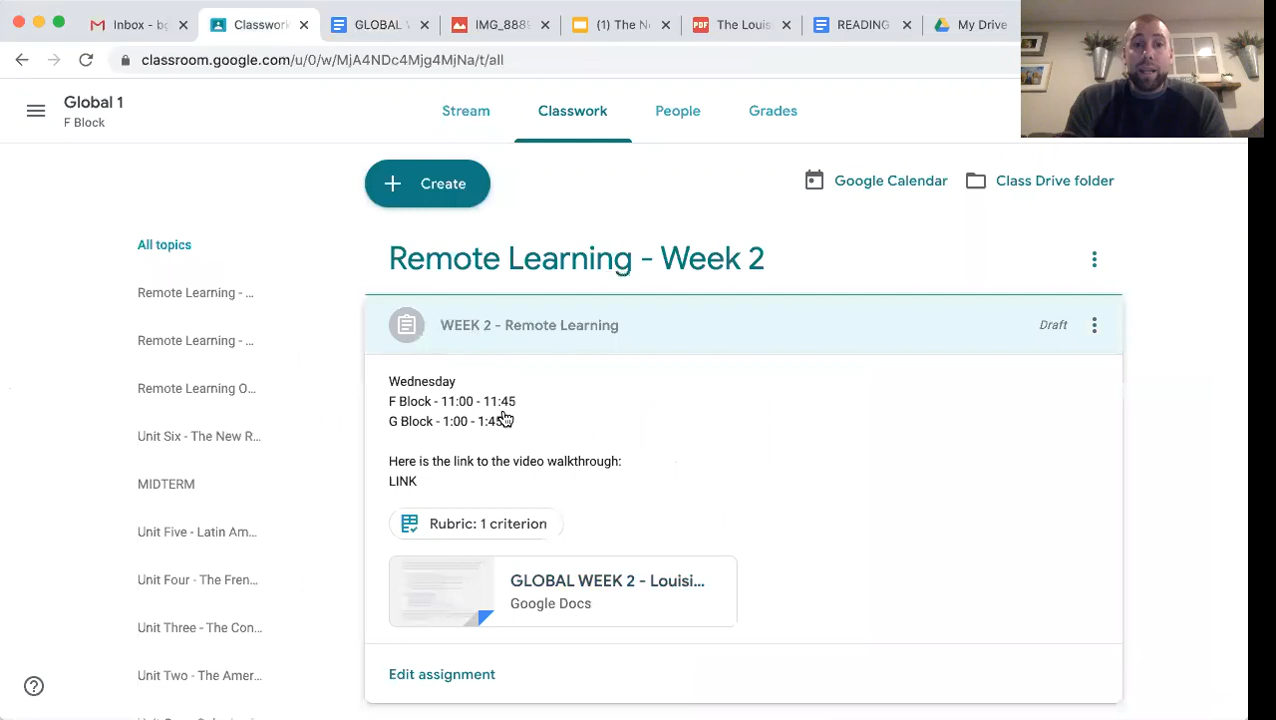 Inbox - b
Classwork
GLOBAL
IMG_889
(1) The N
The Louis
READING
My Drive
classroom.google.com/u/0/w/MjA4NDc4Mjg4MjNa/t/all
Global 1
F Block
Stream
Classwork
People
Grades
Create
Google Calendar
Class Drive folder
All topics
Remote Learning - Week 2
Remote Learning - ...
WEEK 2 - Remote Learning
Draft
Remote Learning - ...
Wednesday
Remote Learning O...
F Block - 11:00 - 11:45
G Block - 1:00 - 1:45
Unit Six - The New R...
Here is the link to the video walkthrough:
MIDTERM
LINK
Unit Five - Latin Am...
Rubric: 1 criterion
Unit Four - The Fren...
GLOBAL WEEK 2 - Louisi...
Google Docs
Unit Three - The Con...
Unit Two - The Amer...
Edit assignment